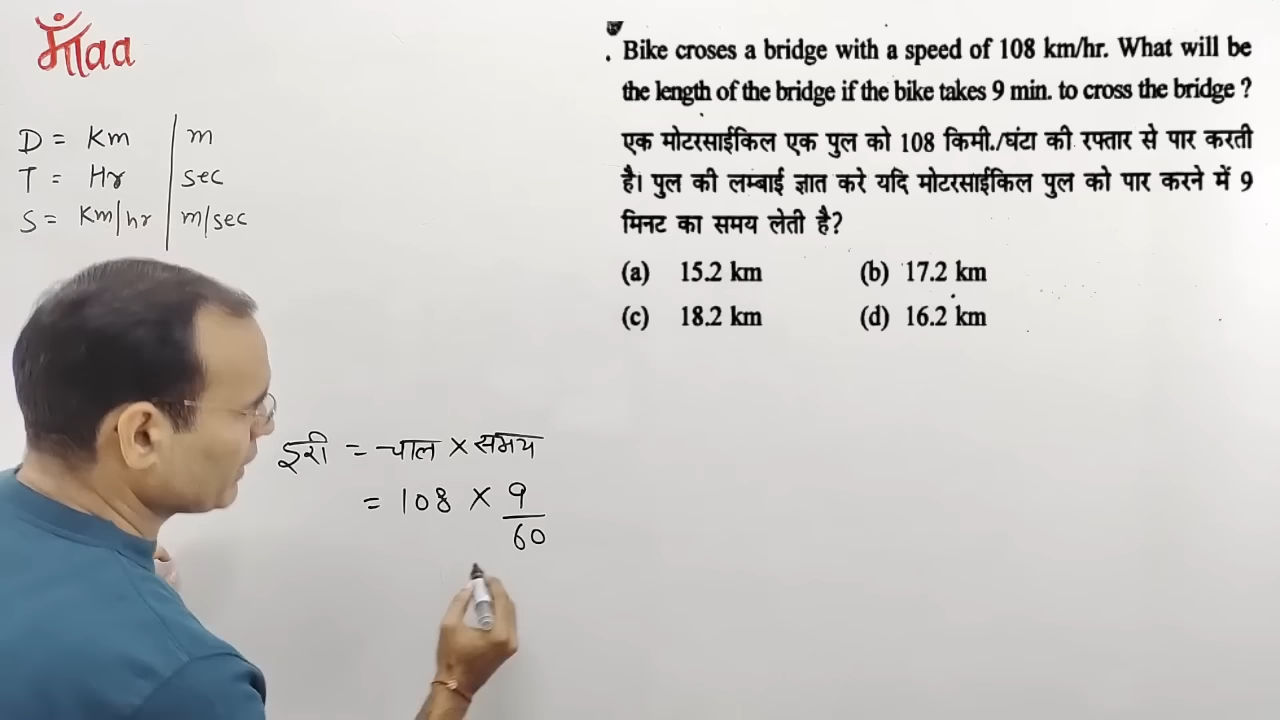 माँaa
D = Km | m
T = Hr | sec
S = Km/hr | m/sec
. Bike croses a bridge with a speed of 108 km/hr. What will be
the length of the bridge if the bike takes 9 min. to cross the bridge ?
एक मोटरसाईकिल एक पुल को 108 किमी./घंटा की रफ्तार से पार करती
है। पुल की लम्बाई ज्ञात करे यदि मोटरसाईकिल पुल को पार करने में 9
मिनट का समय लेती है?
(a) 15.2 km (b) 17.2 km
(c) 18.2 km (d) 16.2 km
दूरी = चाल × समय
= 108 × 9/60